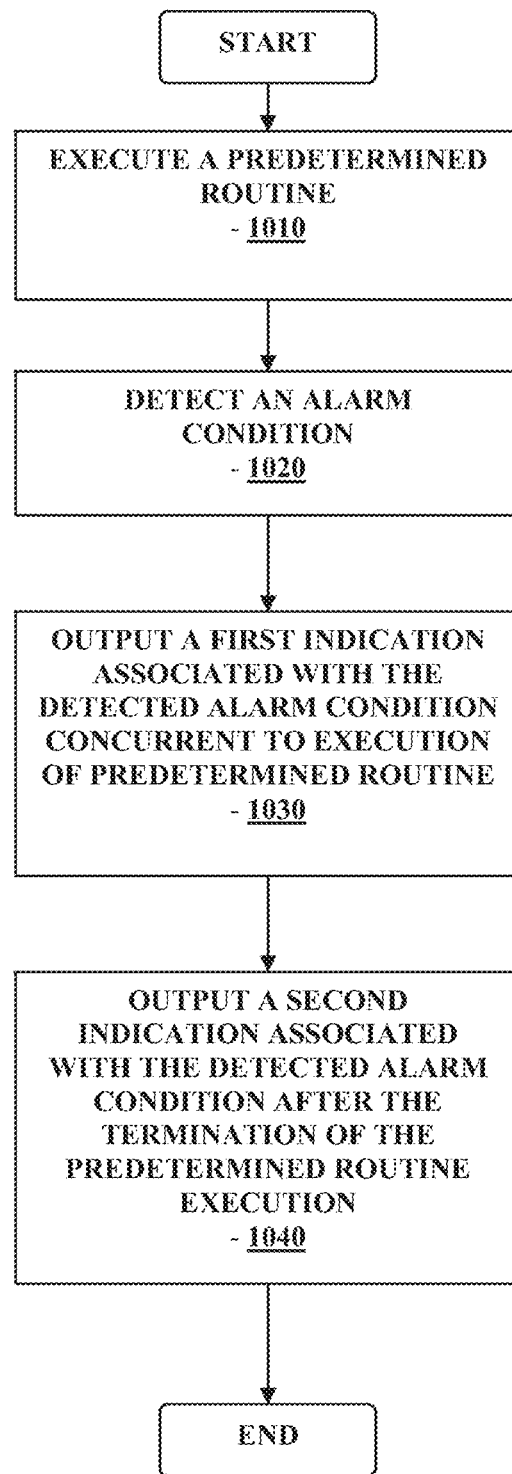 START
EXECUTE A PREDETERMINED
ROUTINE
- 1010
DETECT AN ALARM
CONDITION
- 1020
OUTPUT A FIRST INDICATION
ASSOCIATED WITH THE
DETECTED ALARM CONDITION
CONCURRENT TO EXECUTION
OF PREDETERMINED ROUTINE
- 1030
OUTPUT A SECOND
INDICATION ASSOCIATED
WITH THE DETECTED ALARM
CONDITION AFTER THE
TERMINATION OF THE
PREDETERMINED ROUTINE
EXECUTION
- 1040
END